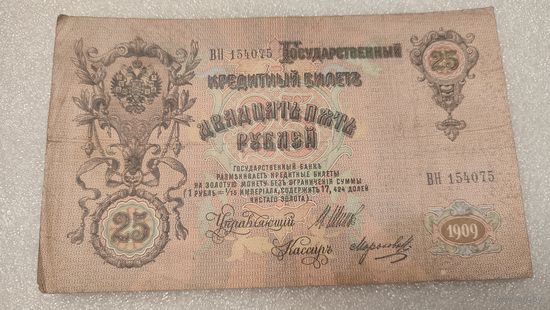 ВН 154075
Государственный
25
Кредитный Билетъ
Двадцать пять
рублей
Государственный Банкъ
размѣниваетъ кредитные билеты
на золотую монету безъ ограниченія суммы
(1 рубль = 1/15 имперіала, содержитъ 17,424 долей
чистаго золота).
ВН 154075
25
Управляющій
Кассиръ
1909